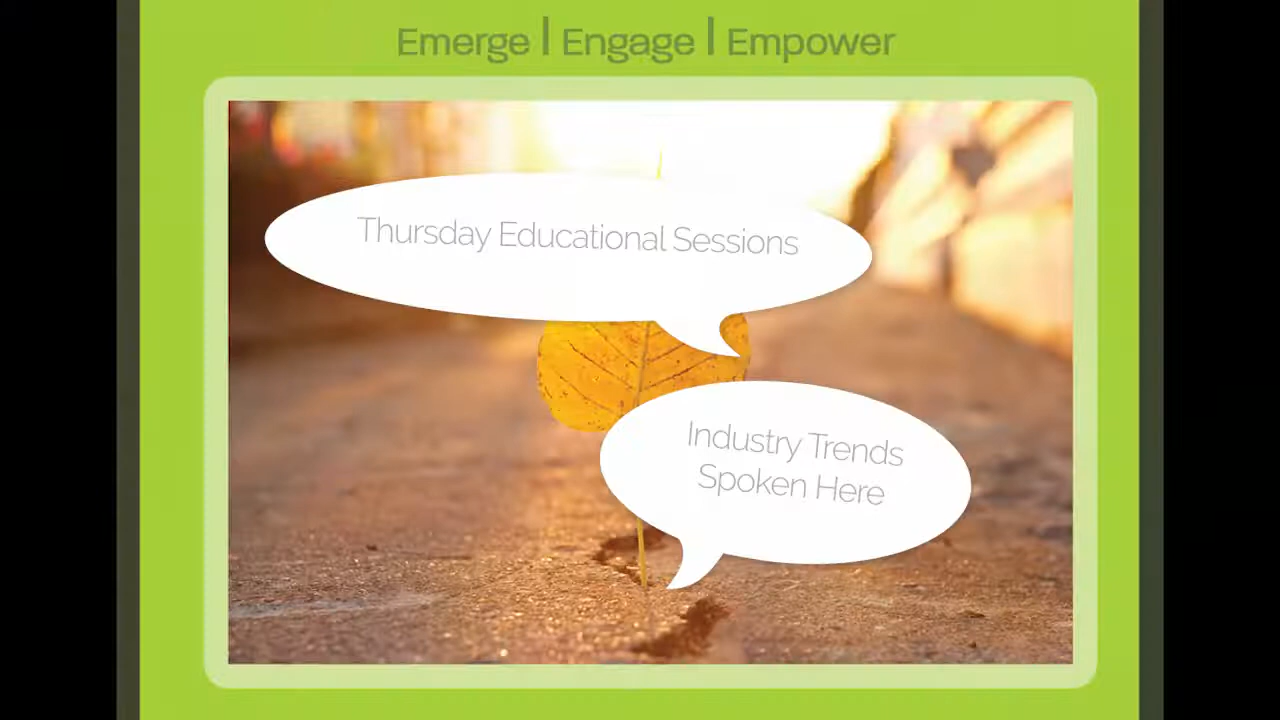 Emerge | Engage | Empower
Thursday Educational Sessions
Industry Trends
Spoken Here